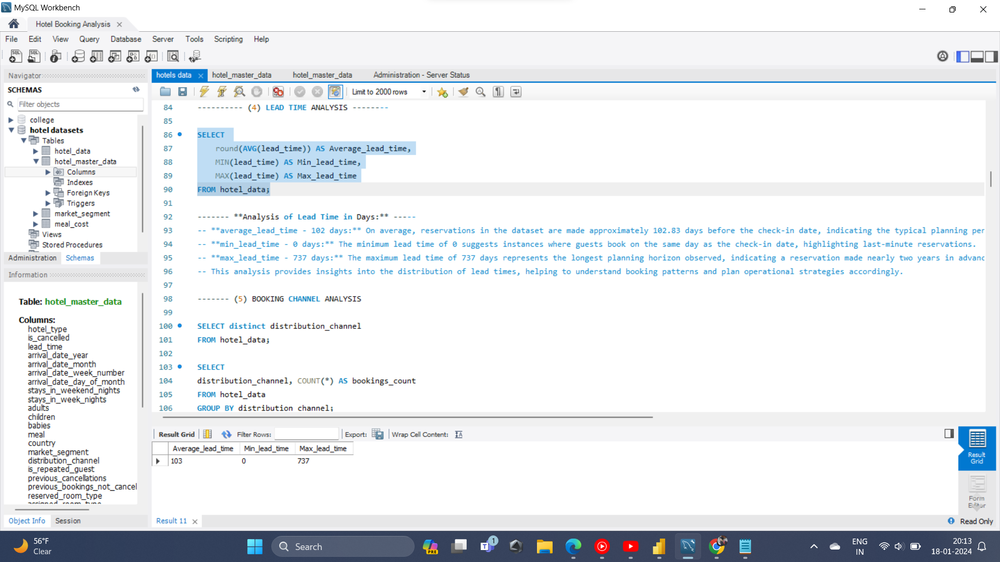 MySQL Workbench
Hotel Booking Analysis
File Edit View Query Database Server Tools Scripting Help
Navigator
SCHEMAS
Filter objects
college
hotel datasets
Tables
hotel_data
hotel_master_data
Columns
Indexes
Foreign Keys
Triggers
market_segment
meal_cost
Views
Stored Procedures
Administration Schemas
Information
Table: hotel_master_data
Columns:
hotel_type
is_cancelled
lead_time
arrival_date_year
arrival_date_month
arrival_date_week_number
arrival_date_day_of_month
stays_in_weekend_nights
stays_in_week_nights
adults
children
babies
meal
country
market_segment
distribution_channel
is_repeated_guest
previous_cancellations
previous_bookings_not_cancel
reserved_room_type
assigned_room_type
Object Info Session
hotels data hotel_master_data hotel_master_data Administration - Server Status
Limit to 2000 rows
84 ---------- (4) LEAD TIME ANALYSIS --------
85
86 SELECT
87 round(AVG(lead_time)) AS Average_lead_time,
88 MIN(lead_time) AS Min_lead_time,
89 MAX(lead_time) AS Max_lead_time
90 FROM hotel_data;
91
92 ------- **Analysis of Lead Time in Days:** -----
93 -- **average_lead_time - 102 days:** On average, reservations in the dataset are made approximately 102.83 days before the check-in date, indicating the typical planning per
94 -- **min_lead_time - 0 days:** The minimum lead time of 0 suggests instances where guests book on the same day as the check-in date, highlighting last-minute reservations.
95 -- **max_lead_time - 737 days:** The maximum lead time of 737 days represents the longest planning horizon observed, indicating a reservation made nearly two years in advanc
96 -- This analysis provides insights into the distribution of lead times, helping to understand booking patterns and plan operational strategies accordingly.
97
98 ------- (5) BOOKING CHANNEL ANALYSIS
99
100 SELECT distinct distribution_channel
101 FROM hotel_data;
102
103 SELECT
104 distribution_channel, COUNT(*) AS bookings_count
105 FROM hotel_data
106 GROUP BY distribution_channel;
Result Grid Filter Rows: Export: Wrap Cell Content:
Average_lead_time Min_lead_time Max_lead_time
103 0 737
Result Grid
Form Editor
Result 11
Read Only
56°F
Clear
Search
PRE
1
ENG
IN
20:13
18-01-2024